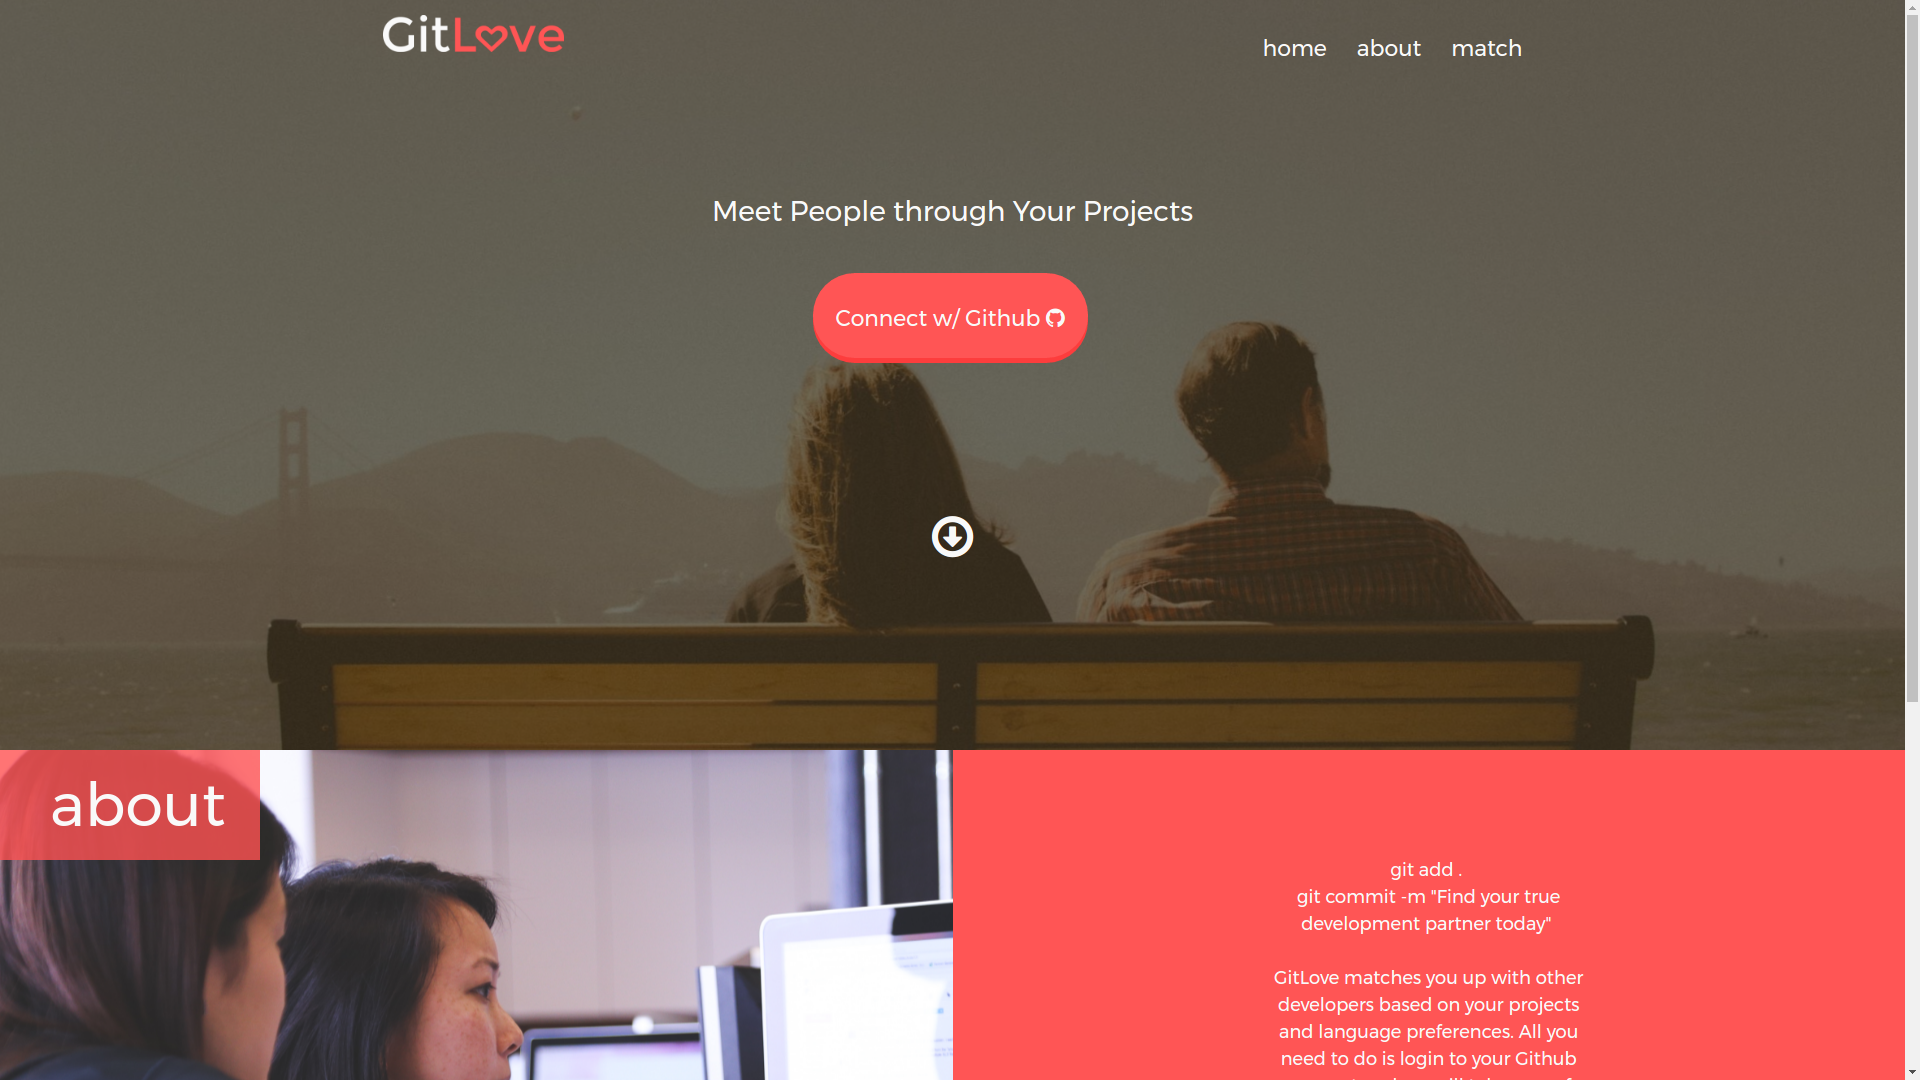 GitLove
home about match
Meet People through Your Projects
Connect w/ Github
about
git add .
git commit -m "Find your true
development partner today"
GitLove matches you up with other
developers based on your projects
and language preferences. All you
need to do is login to your Github